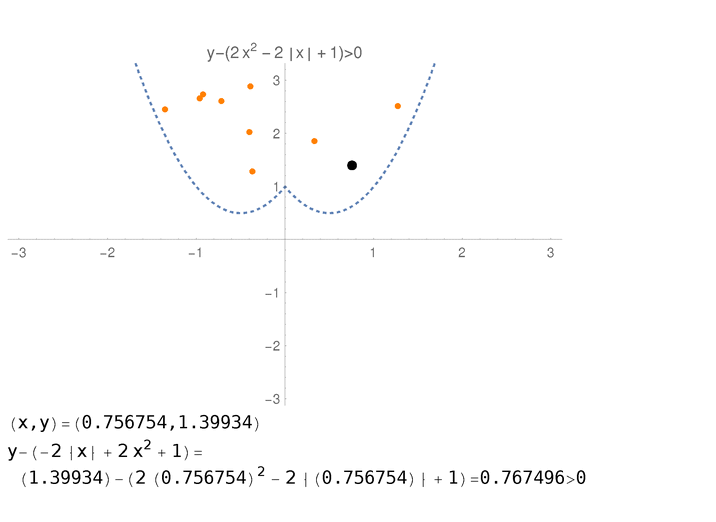 y−(2 x² − 2 |x| + 1)>0
3
2
1
−3 −2 −1 1 2 3
−1
−2
−3
(x,y)=(0.756754,1.39934)
y−(−2 |x| + 2 x² + 1)=
(1.39934)−(2 (0.756754)² − 2 |(0.756754)| + 1)=0.767496>0